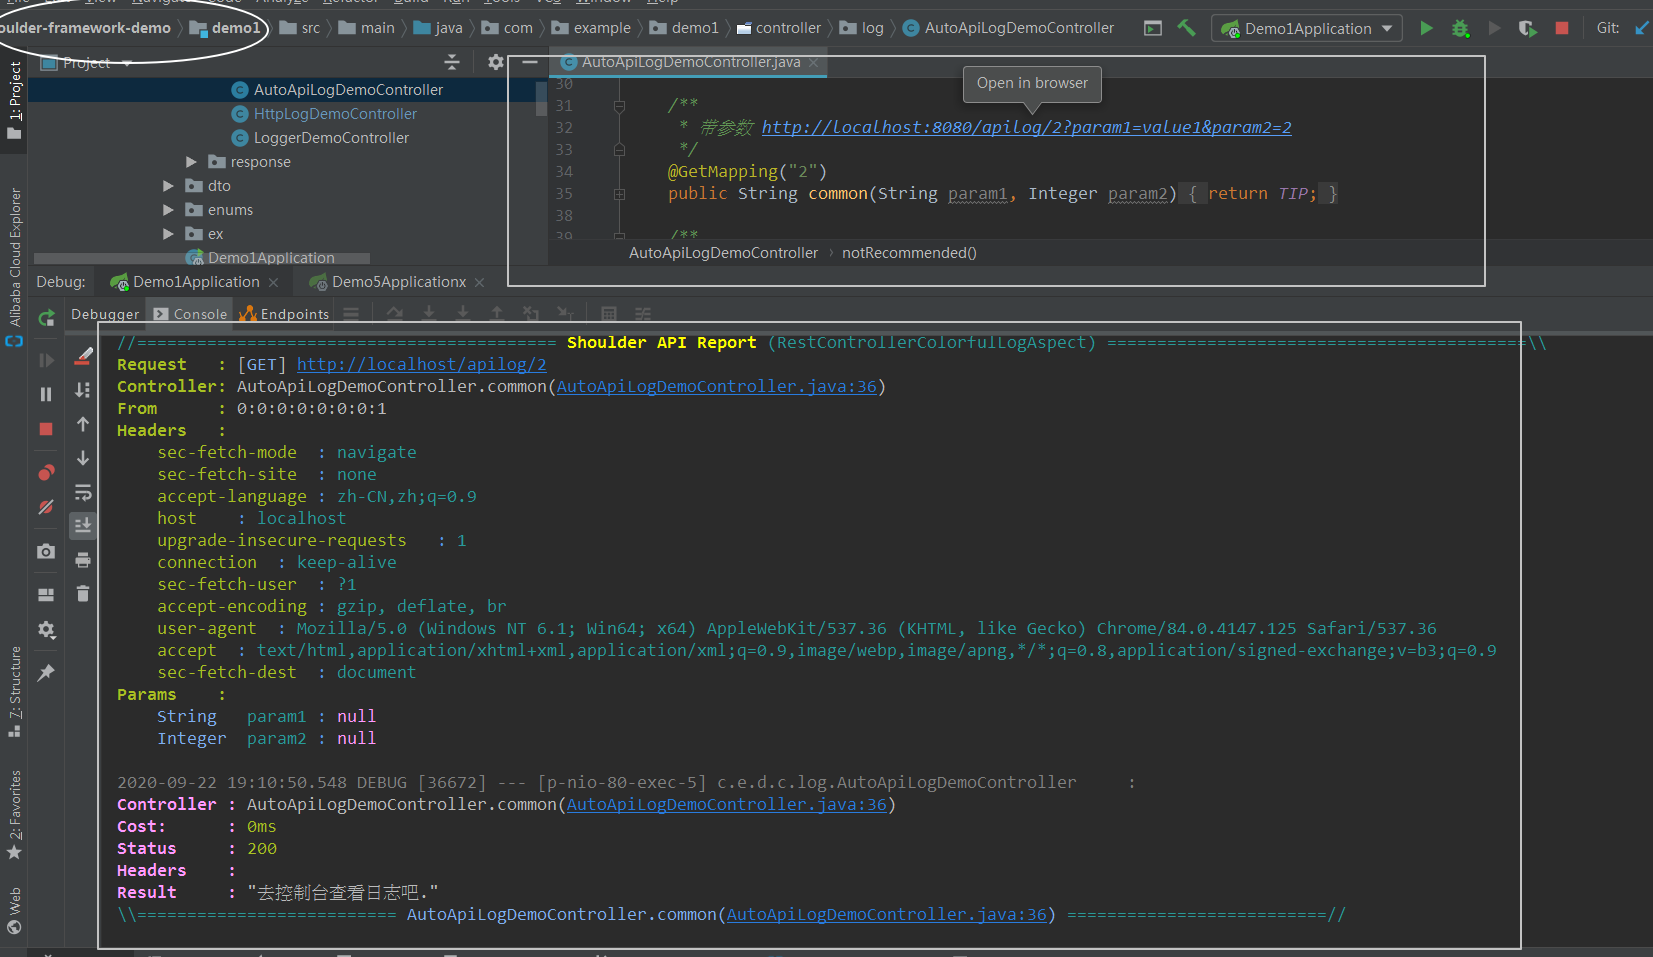 oulder-framework-demo demo1 src main java com example demo1 controller log AutoApiLogDemoController Demo1Application Git:
Project
AutoApiLogDemoController.java
1: Project
Alibaba Cloud Explorer
7: Structure
2: Favorites
Web
AutoApiLogDemoController
HttpLogDemoController
LoggerDemoController
response
dto
enums
ex
Demo1Application
Open in browser
30
31 /**
32 * 带参数 http://localhost:8080/apilog/2?param1=value1&param2=2
33 */
34 @GetMapping("2")
35 public String common(String param1, Integer param2) { return TIP; }
38
39 /**
AutoApiLogDemoController › notRecommended()
Debug: Demo1Application Demo5Applicationx
Debugger Console Endpoints
//========================================== Shoulder API Report (RestControllerColorfulLogAspect) ==========================================\\
Request : [GET] http://localhost/apilog/2
Controller: AutoApiLogDemoController.common(AutoApiLogDemoController.java:36)
From : 0:0:0:0:0:0:0:1
Headers :
sec-fetch-mode : navigate
sec-fetch-site : none
accept-language : zh-CN,zh;q=0.9
host : localhost
upgrade-insecure-requests : 1
connection : keep-alive
sec-fetch-user : ?1
accept-encoding : gzip, deflate, br
user-agent : Mozilla/5.0 (Windows NT 6.1; Win64; x64) AppleWebKit/537.36 (KHTML, like Gecko) Chrome/84.0.4147.125 Safari/537.36
accept : text/html,application/xhtml+xml,application/xml;q=0.9,image/webp,image/apng,*/*;q=0.8,application/signed-exchange;v=b3;q=0.9
sec-fetch-dest : document
Params :
String param1 : null
Integer param2 : null
2020-09-22 19:10:50.548 DEBUG [36672] --- [p-nio-80-exec-5] c.e.d.c.log.AutoApiLogDemoController :
Controller : AutoApiLogDemoController.common(AutoApiLogDemoController.java:36)
Cost: : 0ms
Status : 200
Headers :
Result : "去控制台查看日志吧."
\\========================== AutoApiLogDemoController.common(AutoApiLogDemoController.java:36) ==========================//